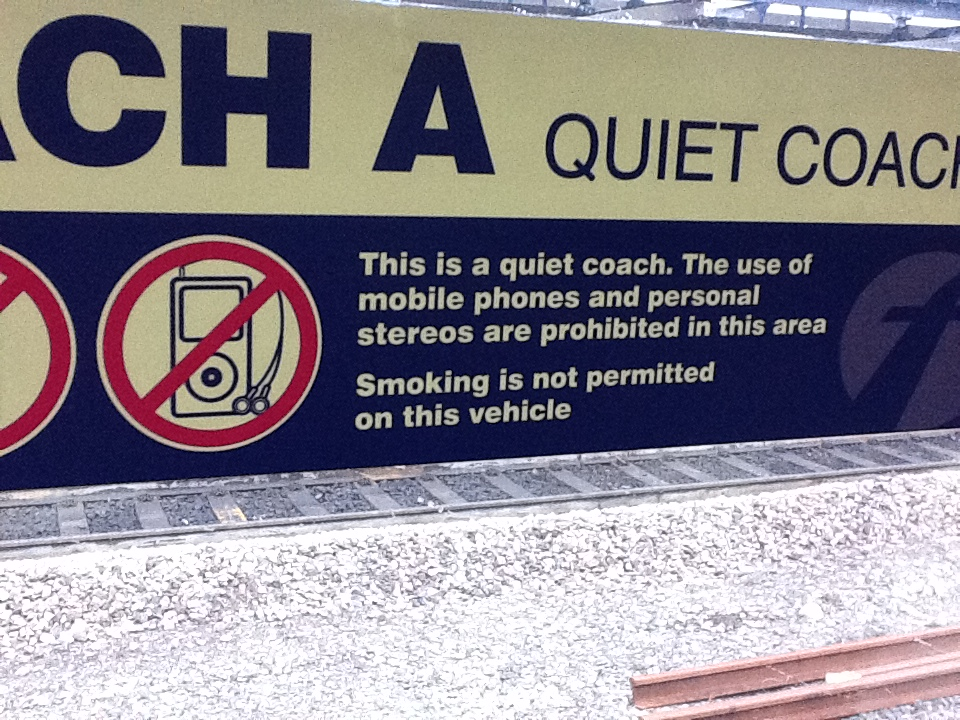 ACH A QUIET COACH
This is a quiet coach. The use of
mobile phones and personal
stereos are prohibited in this area
Smoking is not permitted
on this vehicle